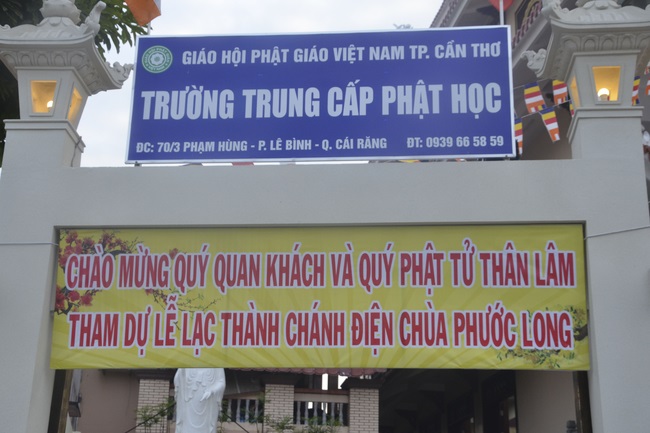 GIÁO HỘI PHẬT GIÁO VIỆT NAM TP. CẦN THƠ
TRƯỜNG TRUNG CẤP PHẬT HỌC
ĐC: 70/3 PHẠM HÙNG - P. LÊ BÌNH - Q. CÁI RĂNG ĐT: 0939 66 58 59
CHÀO MỪNG QUÝ QUAN KHÁCH VÀ QUÝ PHẬT TỬ THÂN LÂM
THAM DỰ LỄ LẠC THÀNH CHÁNH ĐIỆN CHÙA PHƯỚC LONG